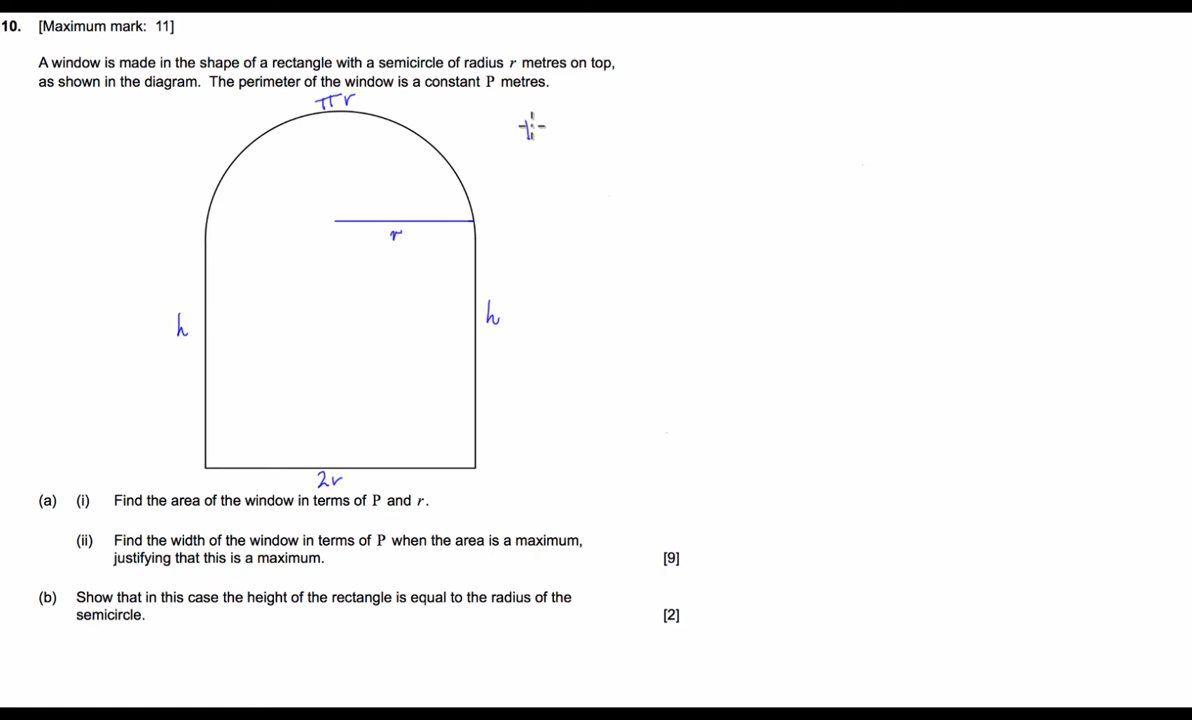 10. [Maximum mark: 11]
A window is made in the shape of a rectangle with a semicircle of radius r metres on top,
as shown in the diagram. The perimeter of the window is a constant P metres.
πr
r
h
h
2r
(a) (i) Find the area of the window in terms of P and r.
(ii) Find the width of the window in terms of P when the area is a maximum,
justifying that this is a maximum. [9]
(b) Show that in this case the height of the rectangle is equal to the radius of the
semicircle. [2]